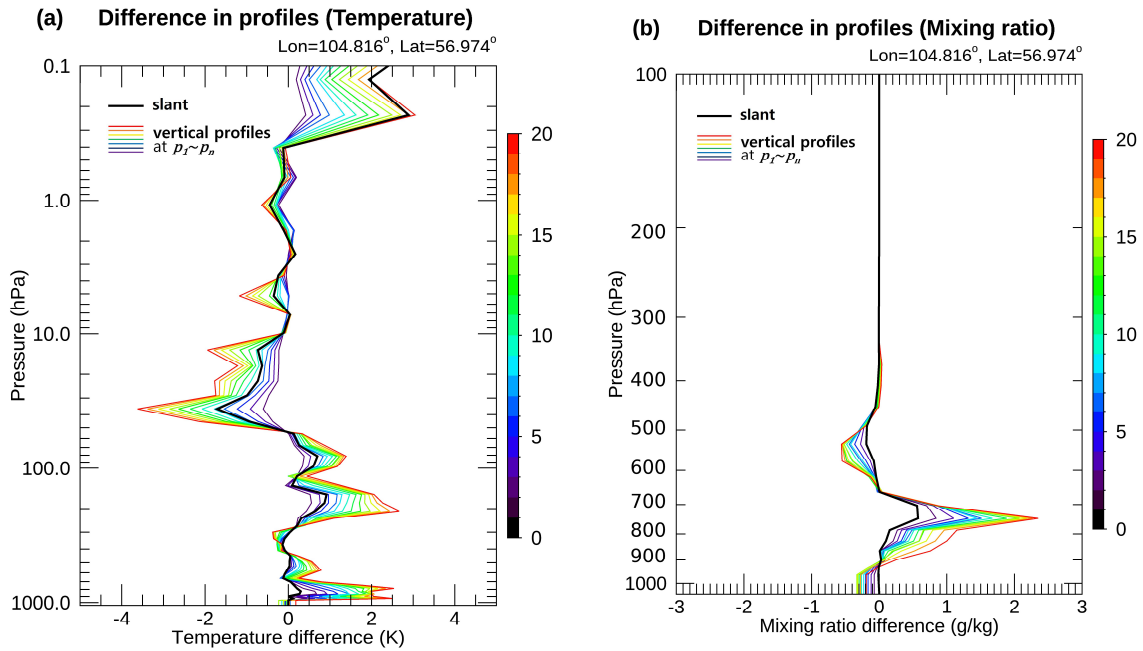 (a) Difference in profiles (Temperature)
Lon=104.816°, Lat=56.974°
0.1
1.0
10.0
100.0
1000.0
Pressure (hPa)
slant
vertical profiles
at p₁~pₙ
-4 -2 0 2 4
Temperature difference (K)
20
15
10
5
0
(b) Difference in profiles (Mixing ratio)
Lon=104.816°, Lat=56.974°
100
200
300
400
500
600
700
800
900
1000
Pressure (hPa)
slant
vertical profiles
at p₁~pₙ
-3 -2 -1 0 1 2 3
Mixing ratio difference (g/kg)
20
15
10
5
0